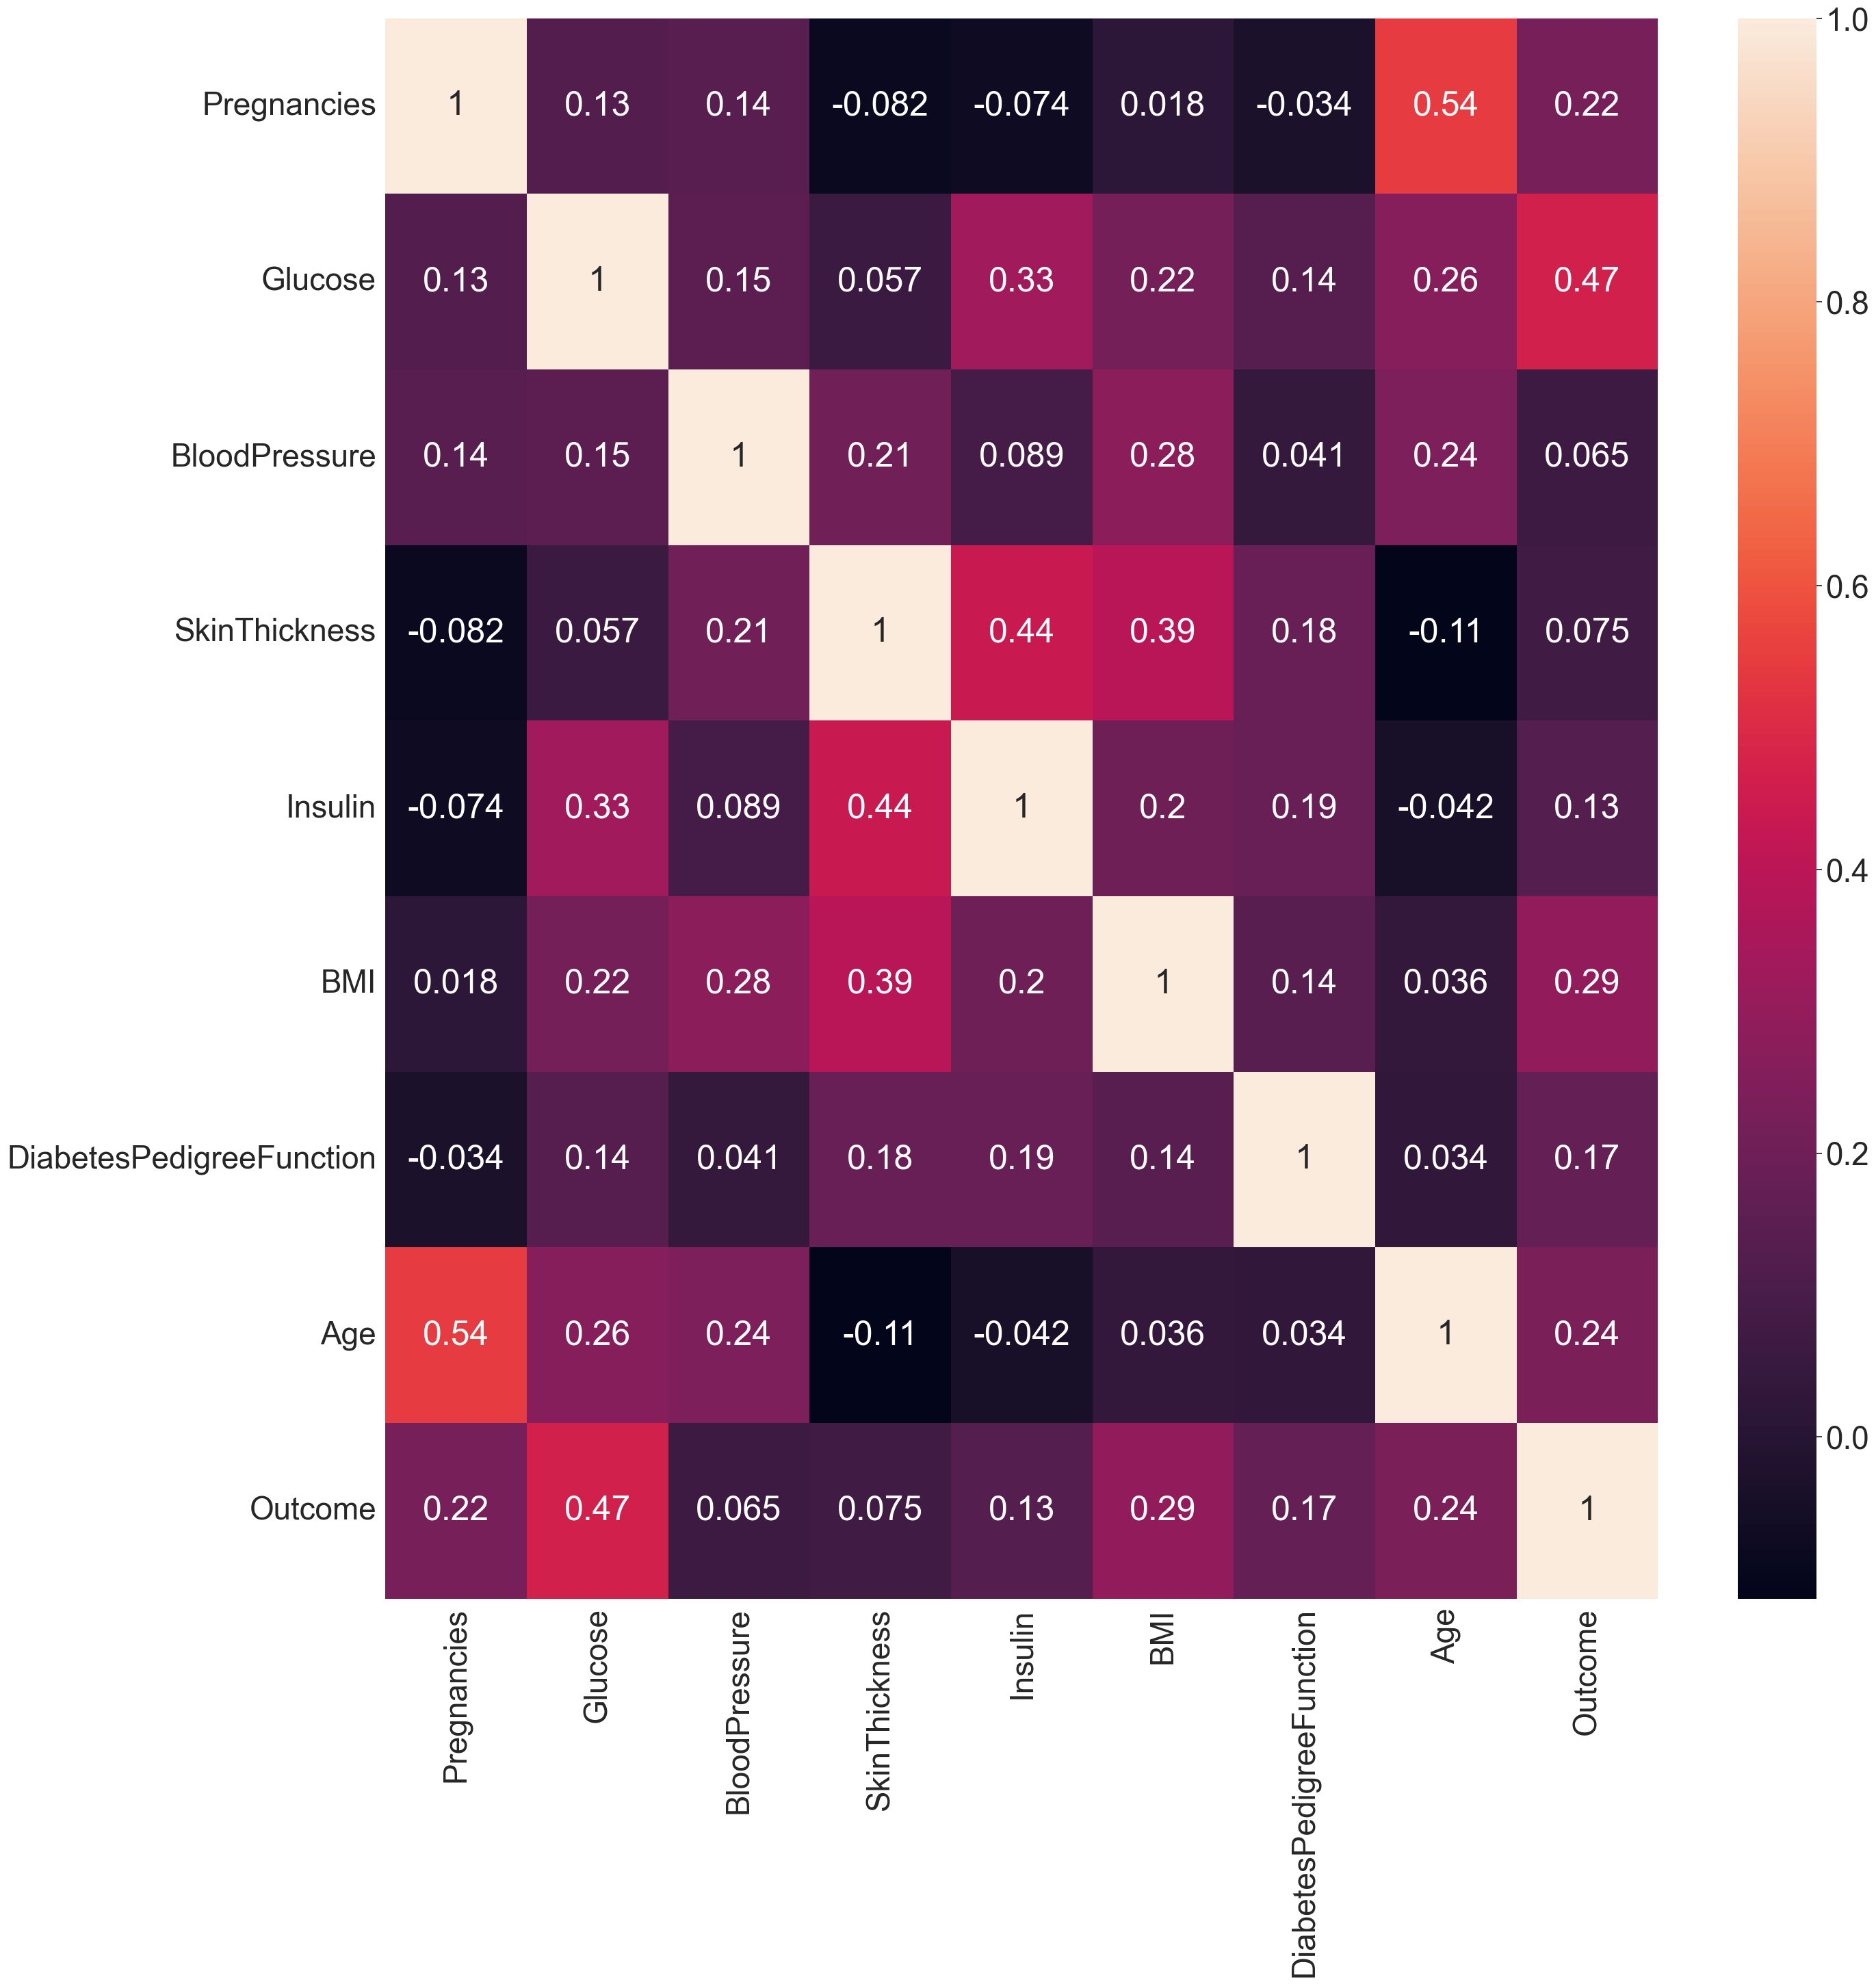 Pregnancies 1 0.13 0.14 -0.082 -0.074 0.018 -0.034 0.54 0.22
Glucose 0.13 1 0.15 0.057 0.33 0.22 0.14 0.26 0.47
BloodPressure 0.14 0.15 1 0.21 0.089 0.28 0.041 0.24 0.065
SkinThickness -0.082 0.057 0.21 1 0.44 0.39 0.18 -0.11 0.075
Insulin -0.074 0.33 0.089 0.44 1 0.2 0.19 -0.042 0.13
BMI 0.018 0.22 0.28 0.39 0.2 1 0.14 0.036 0.29
DiabetesPedigreeFunction -0.034 0.14 0.041 0.18 0.19 0.14 1 0.034 0.17
Age 0.54 0.26 0.24 -0.11 -0.042 0.036 0.034 1 0.24
Outcome 0.22 0.47 0.065 0.075 0.13 0.29 0.17 0.24 1
Pregnancies
Glucose
BloodPressure
SkinThickness
Insulin
BMI
DiabetesPedigreeFunction
Age
Outcome
1.0
0.8
0.6
0.4
0.2
0.0